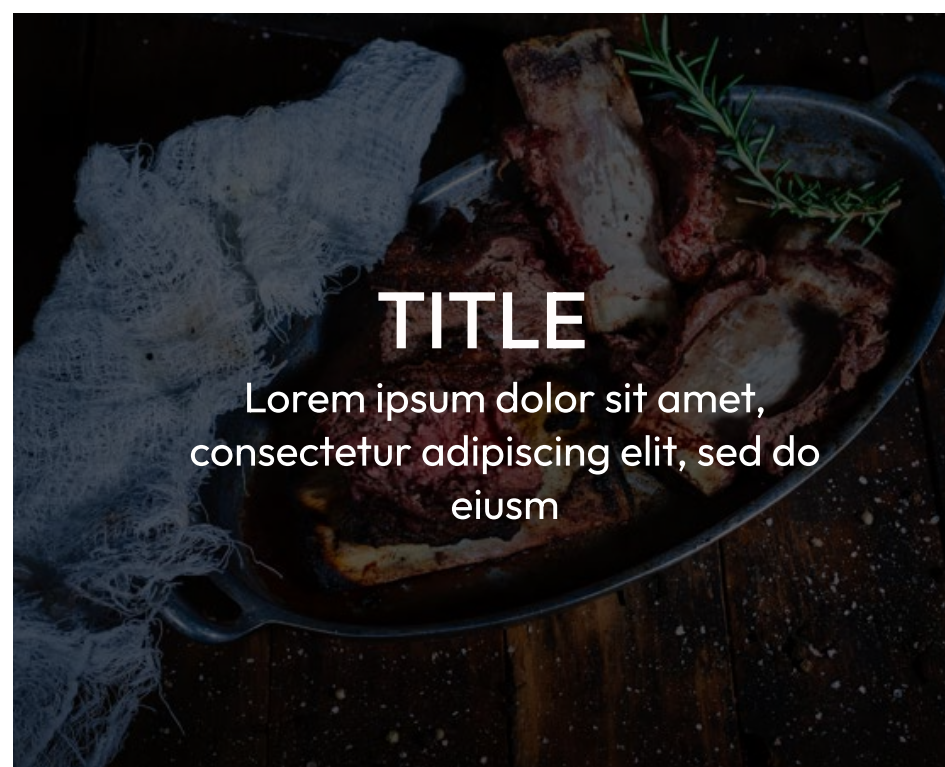 TITLE
Lorem ipsum dolor sit amet,
consectetur adipiscing elit, sed do
eiusm